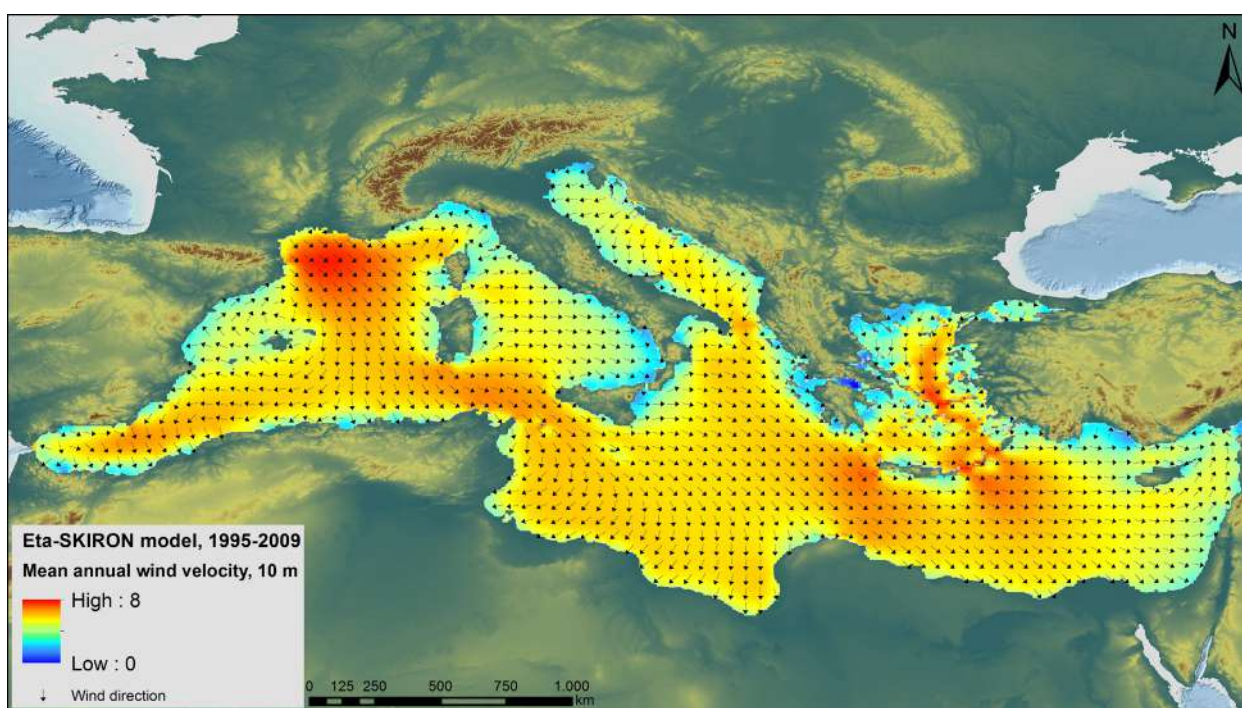 N
Eta-SKIRON model, 1995-2009
Mean annual wind velocity, 10 m
High : 8
Low : 0
Wind direction
0 125 250 500 750 1.000
km